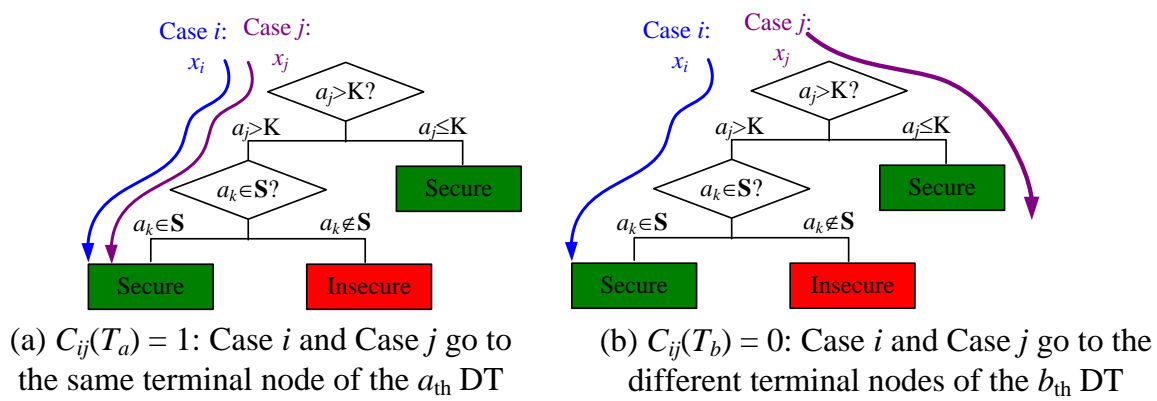 Case i:
x_i
Case j:
x_j
a_j>K?
a_j>K
a_j≤K
a_k∈S?
Secure
a_k∈S
a_k∉S
Secure
Insecure
(a) C_ij(T_a) = 1: Case i and Case j go to
the same terminal node of the a_th DT
Case i:
x_i
Case j:
x_j
a_j>K?
a_j>K
a_j≤K
a_k∈S?
Secure
a_k∈S
a_k∉S
Secure
Insecure
(b) C_ij(T_b) = 0: Case i and Case j go to the
different terminal nodes of the b_th DT